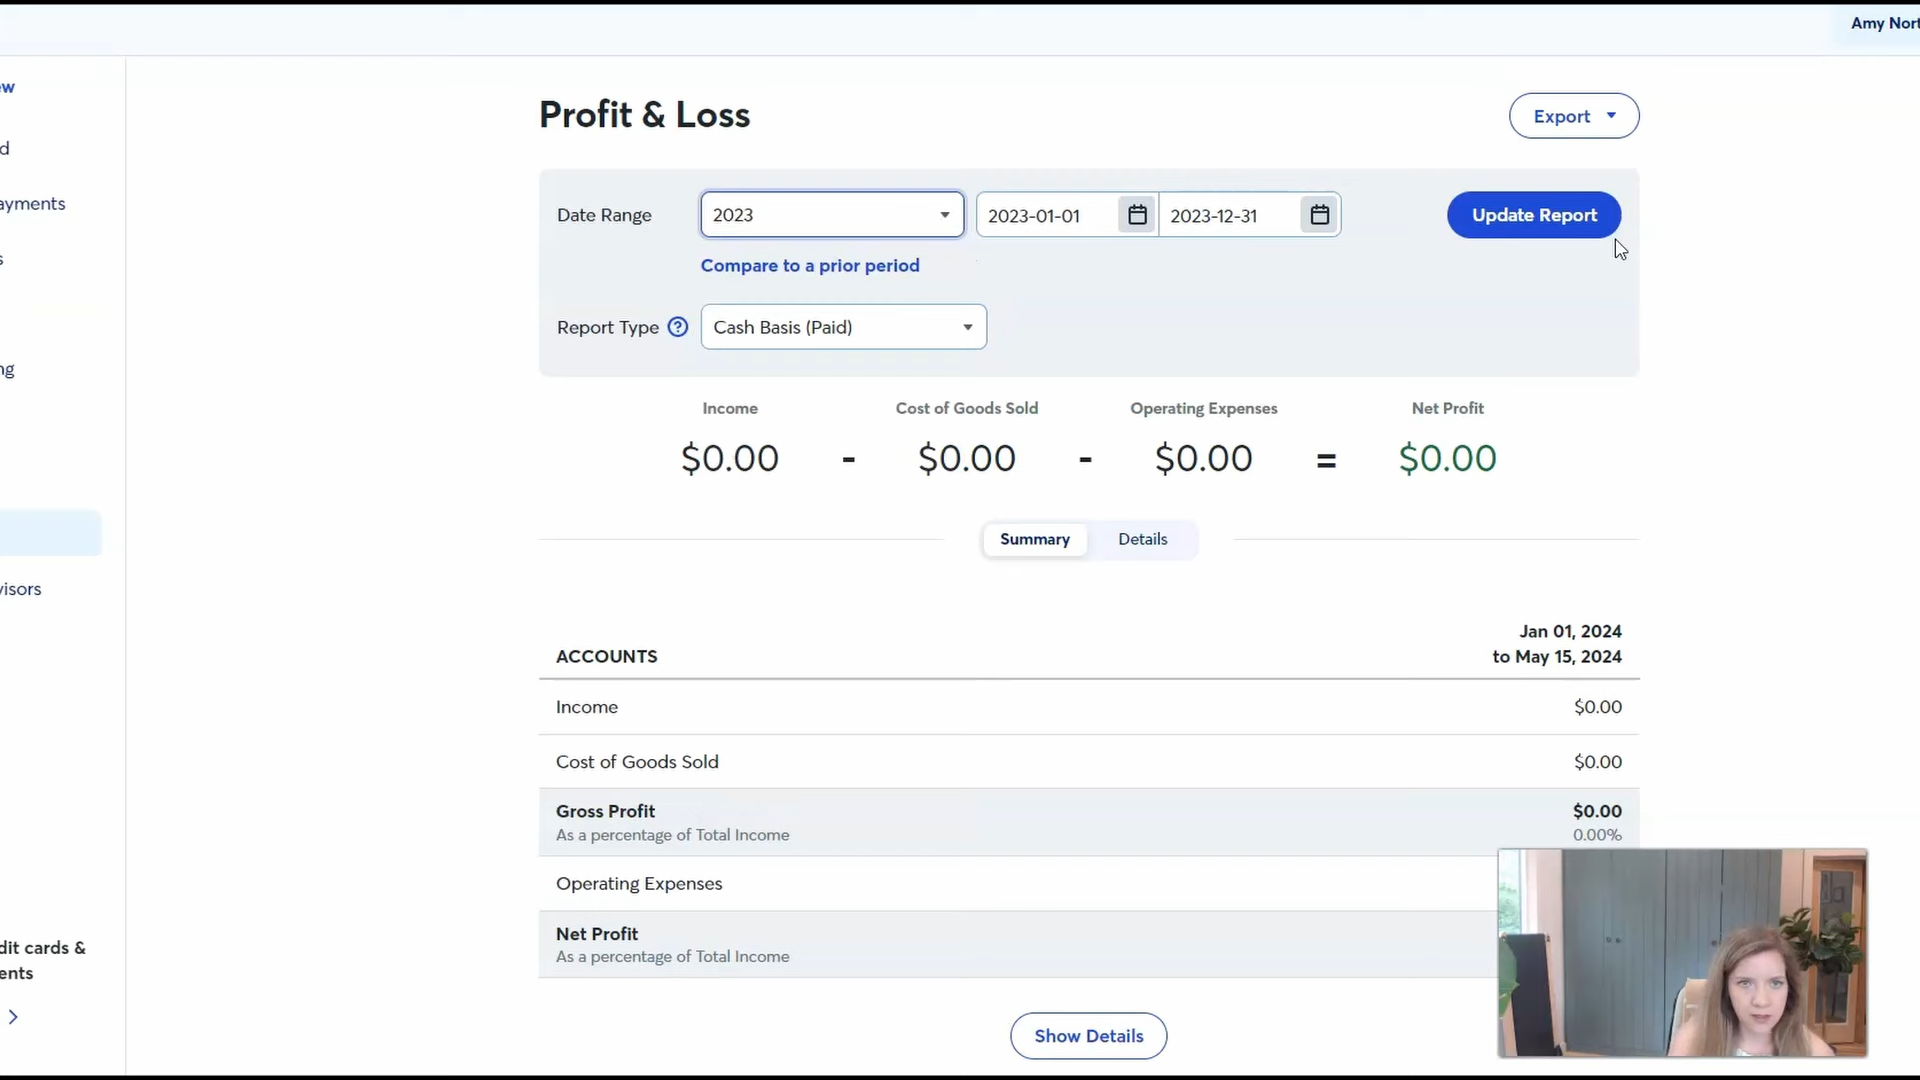 Amy Nort
ew
d
ayments
s
ng
visors
dit cards &
ents
Profit & Loss
Export
Date Range
2023
2023-01-01
2023-12-31
Update Report
Compare to a prior period
Report Type
?
Cash Basis (Paid)
Income
Cost of Goods Sold
Operating Expenses
Net Profit
$0.00 - $0.00 - $0.00 = $0.00
Summary
Details
ACCOUNTS
Jan 01, 2024
to May 15, 2024
Income $0.00
Cost of Goods Sold $0.00
Gross Profit $0.00
As a percentage of Total Income 0.00%
Operating Expenses
Net Profit
As a percentage of Total Income
Show Details